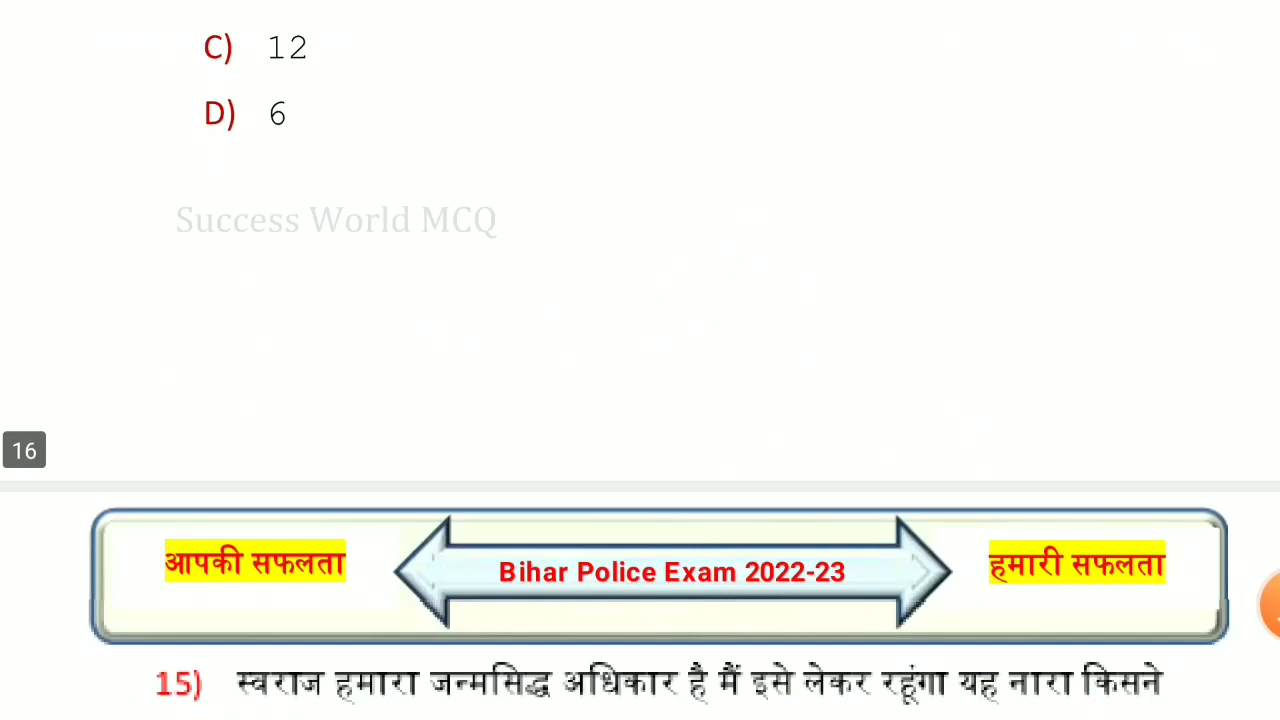 C) 12
D) 6
Success World MCQ
16
आपकी सफलता
Bihar Police Exam 2022-23
हमारी सफलता
15) स्वराज हमारा जन्मसिद्ध अधिकार है मैं इसे लेकर रहूंगा यह नारा किसने